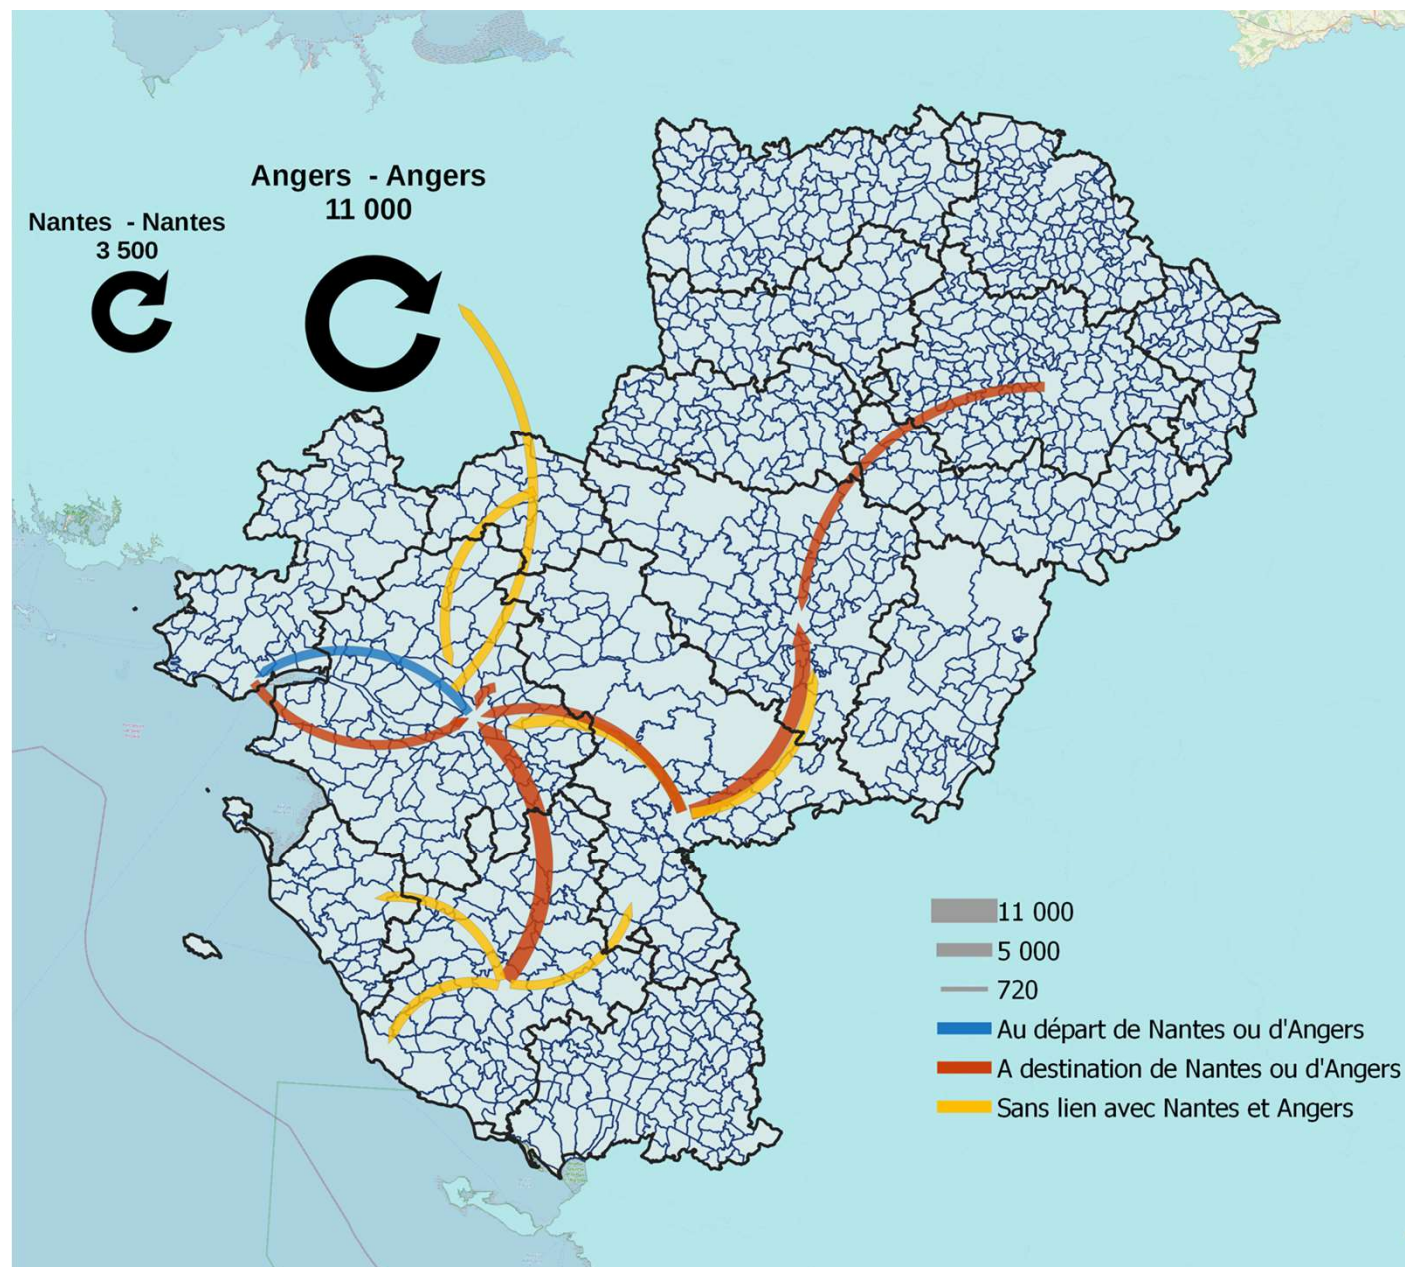 Angers - Angers
11 000
Nantes - Nantes
3 500
11 000
5 000
720
Au départ de Nantes ou d'Angers
A destination de Nantes ou d'Angers
Sans lien avec Nantes et Angers